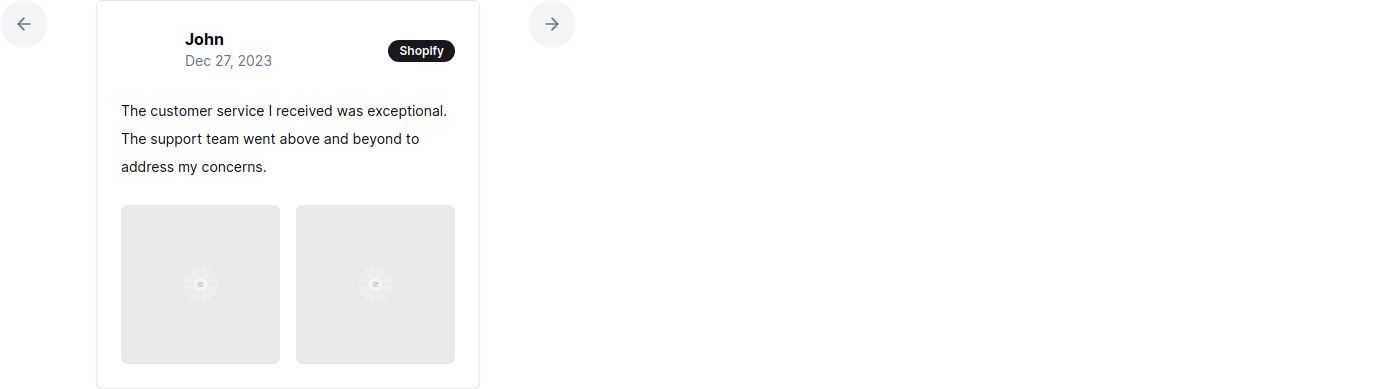 John
Dec 27, 2023
Shopify
The customer service I received was exceptional.
The support team went above and beyond to
address my concerns.